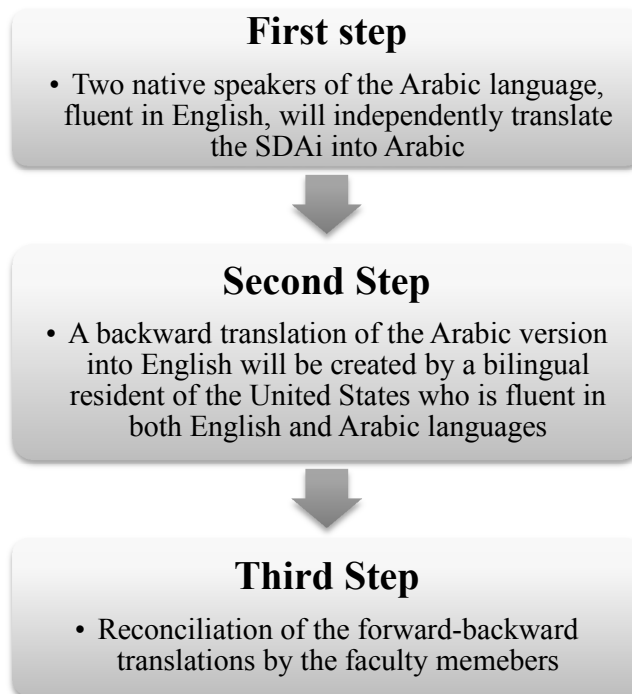 First step
• Two native speakers of the Arabic language,
fluent in English, will independently translate
the SDAi into Arabic
Second Step
• A backward translation of the Arabic version
into English will be created by a bilingual
resident of the United States who is fluent in
both English and Arabic languages
Third Step
• Reconciliation of the forward-backward
translations by the faculty memebers